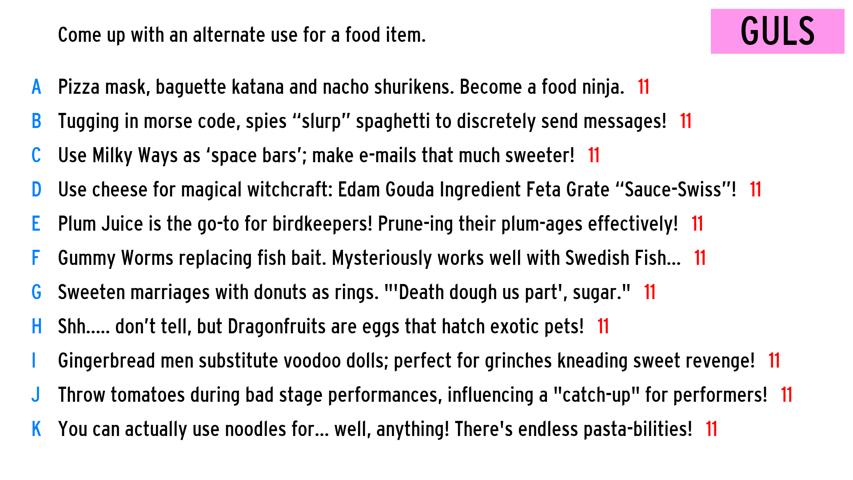 Come up with an alternate use for a food item.
GULS
A Pizza mask, baguette katana and nacho shurikens. Become a food ninja. 11
B Tugging in morse code, spies “slurp” spaghetti to discretely send messages! 11
C Use Milky Ways as ‘space bars’; make e-mails that much sweeter! 11
D Use cheese for magical witchcraft: Edam Gouda Ingredient Feta Grate “Sauce-Swiss”! 11
E Plum Juice is the go-to for birdkeepers! Prune-ing their plum-ages effectively! 11
F Gummy Worms replacing fish bait. Mysteriously works well with Swedish Fish... 11
G Sweeten marriages with donuts as rings. "'Death dough us part', sugar." 11
H Shh..... don’t tell, but Dragonfruits are eggs that hatch exotic pets! 11
I Gingerbread men substitute voodoo dolls; perfect for grinches kneading sweet revenge! 11
J Throw tomatoes during bad stage performances, influencing a "catch-up" for performers! 11
K You can actually use noodles for... well, anything! There's endless pasta-bilities! 11